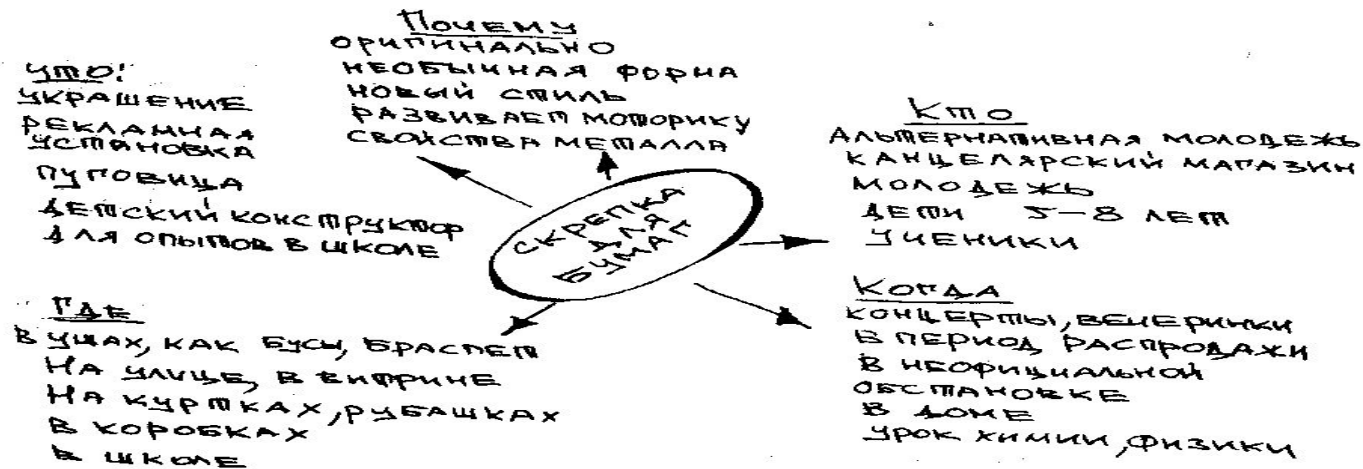 ПОЧЕМУ
ОРИГИНАЛЬНО
НЕОБЫЧНАЯ ФОРМА
НОВЫЙ СТИЛЬ
РАЗВИВАЕТ МОТОРИКУ
СВОЙСТВА МЕТАЛЛА
ЧТО!
УКРАШЕНИЕ
РЕКЛАМНАЯ
УСТАНОВКА
ПУГОВИЦА
ДЕТСКИЙ КОНСТРУКТОР
ДЛЯ ОПЫТОВ В ШКОЛЕ
КТО
АЛЬТЕРНАТИВНАЯ МОЛОДЕЖЬ
КАНЦЕЛЯРСКИЙ МАГАЗИН
МОЛОДЕЖЬ
ДЕТИ 5-8 ЛЕТ
УЧЕНИКИ
СКРЕПКА
ДЛЯ
БУМАГ
ГДЕ
В УШАХ, КАК БУСЫ, БРАСЛЕТ
НА УЛИЦЕ, В ВИТРИНЕ
НА КУРТКАХ, РУБАШКАХ
В КОРОБКАХ
В ШКОЛЕ
КОГДА
КОНЦЕРТЫ, ВЕЧЕРИНКИ
В ПЕРИОД РАСПРОДАЖИ
В НЕОФИЦИАЛЬНОЙ
ОБСТАНОВКЕ
В ДОМЕ
УРОК ХИМИИ, ФИЗИКИ